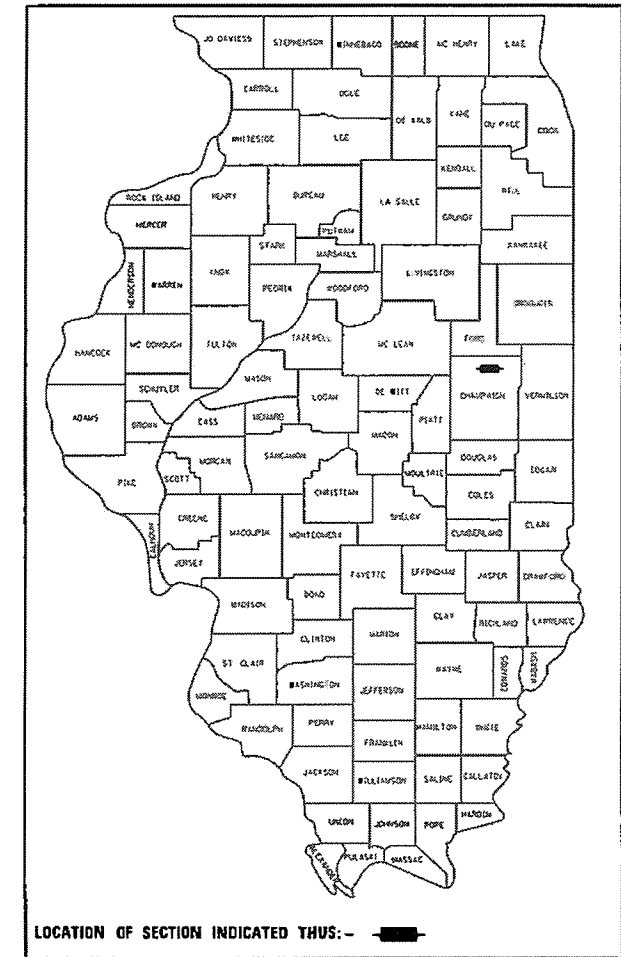 JO DAVIESS STEPHENSON WINNEBAGO BOONE MC HENRY LAKE
CARROLL OGLE DE KALB KANE DU PAGE COOK
WHITESIDE LEE KENDALL WILL
ROCK ISLAND HENRY BUREAU LA SALLE GRUNDY
MERCER PUTNAM KANKAKEE
HENDERSON WARREN KNOX STARK MARSHALL LIVINGSTON
PEORIA WOODFORD IROQUOIS
HANCOCK MC DONOUGH FULTON TAZEWELL MC LEAN FORD
SCHUYLER MASON LOGAN DE WITT CHAMPAIGN VERMILION
ADAMS BROWN CASS MENARD MACON PIATT
PIKE SCOTT MORGAN SANGAMON MOULTRIE DOUGLAS EDGAR
CHRISTIAN COLES
CALHOUN GREENE MACOUPIN MONTGOMERY SHELBY CUMBERLAND CLARK
JERSEY FAYETTE EFFINGHAM JASPER CRAWFORD
MADISON BOND
CLINTON MARION CLAY RICHLAND LAWRENCE
ST CLAIR WASHINGTON JEFFERSON WAYNE EDWARDS WABASH
MONROE
RANDOLPH PERRY FRANKLIN HAMILTON WHITE
JACKSON WILLIAMSON SALINE GALLATIN
UNION JOHNSON POPE HARDIN
ALEXANDER PULASKI MASSAC
LOCATION OF SECTION INDICATED THUS:-